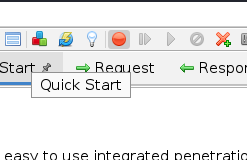 Start Request Respon
Quick Start
easy to use integrated penetratio